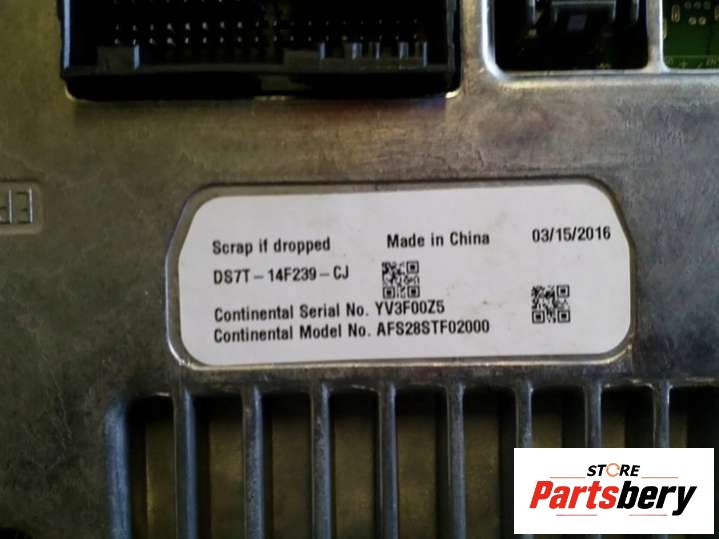 Scrap if dropped Made in China 03/15/2016
DS7T-14F239-CJ
Continental Serial No. YV3F00Z5
Continental Model No. AFS28STF02000
STORE
Partsbery